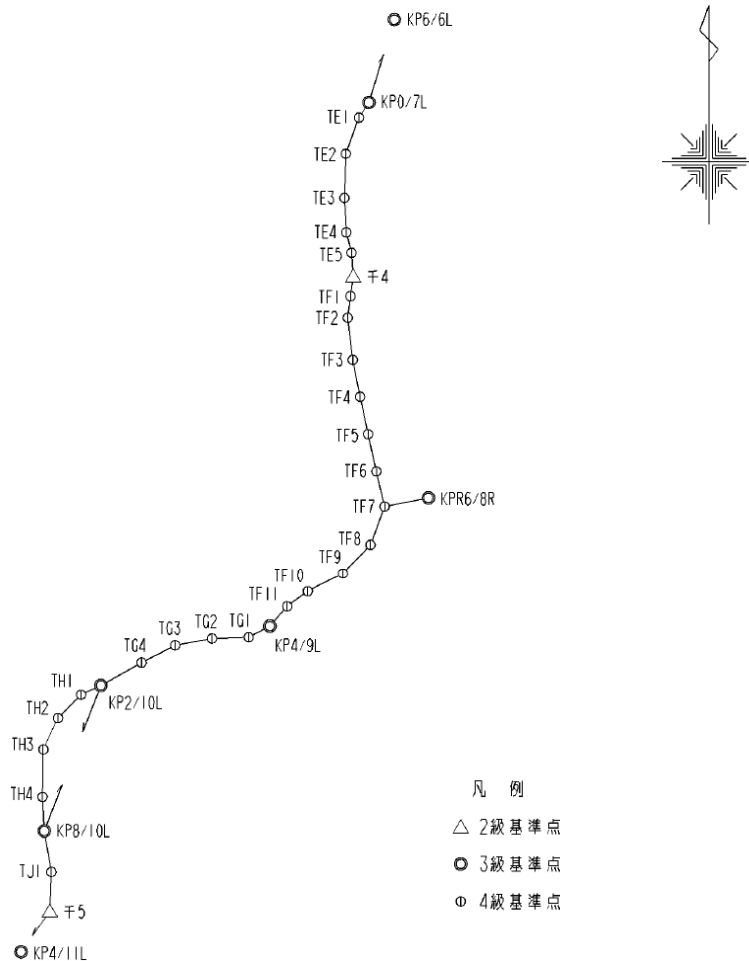 KP6/6L
KP0/7L
TE1
TE2
TE3
TE4
TE5
千4
TF1
TF2
TF3
TF4
TF5
TF6
TF7
KPR6/8R
TF8
TF9
TF10
TF11
KP4/9L
TG1
TG2
TG3
TG4
KP2/10L
TH1
TH2
TH3
TH4
KP8/10L
TJ1
千5
KP4/11L
凡 例
2級基準点
3級基準点
4級基準点